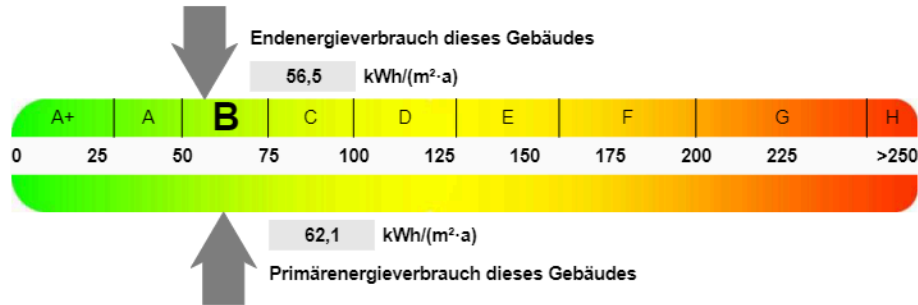 Endenergieverbrauch dieses Gebäudes
56,5 kWh/(m²·a)
A+ A B C D E F G H
0 25 50 75 100 125 150 175 200 225 >250
62,1 kWh/(m²·a)
Primärenergieverbrauch dieses Gebäudes